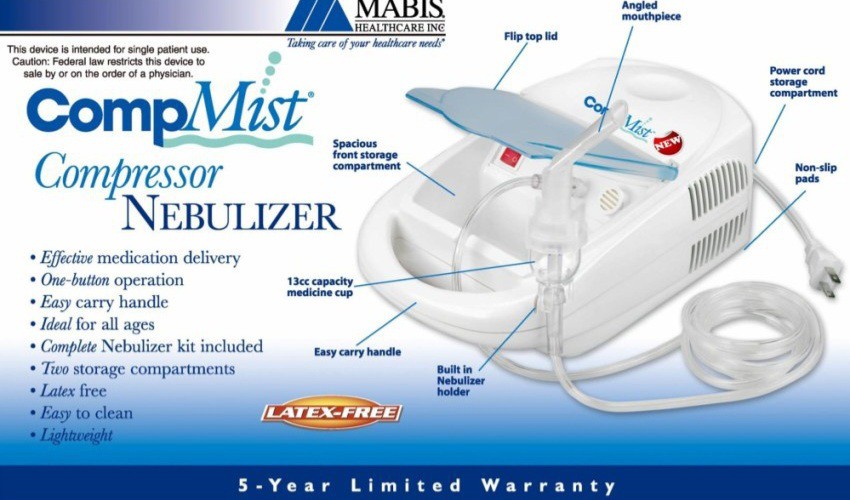 MABIS.
HEALTHCARE INC
Taking care of your healthcare needs®
This device is intended for single patient use.
Caution: Federal law restricts this device to
sale by or on the order of a physician.
CompMist®
Compressor
NEBULIZER
• Effective medication delivery
• One-button operation
• Easy carry handle
• Ideal for all ages
• Complete Nebulizer kit included
• Two storage compartments
• Latex free
• Easy to clean
• Lightweight
Angled
mouthpiece
Flip top lid
Power cord
storage
compartment
Spacious
front storage
compartment
Non-slip
pads
13cc capacity
medicine cup
Easy carry handle
Built in
Nebulizer
holder
Com Mist
NEW
LATEX-FREE
5-Year Limited Warranty